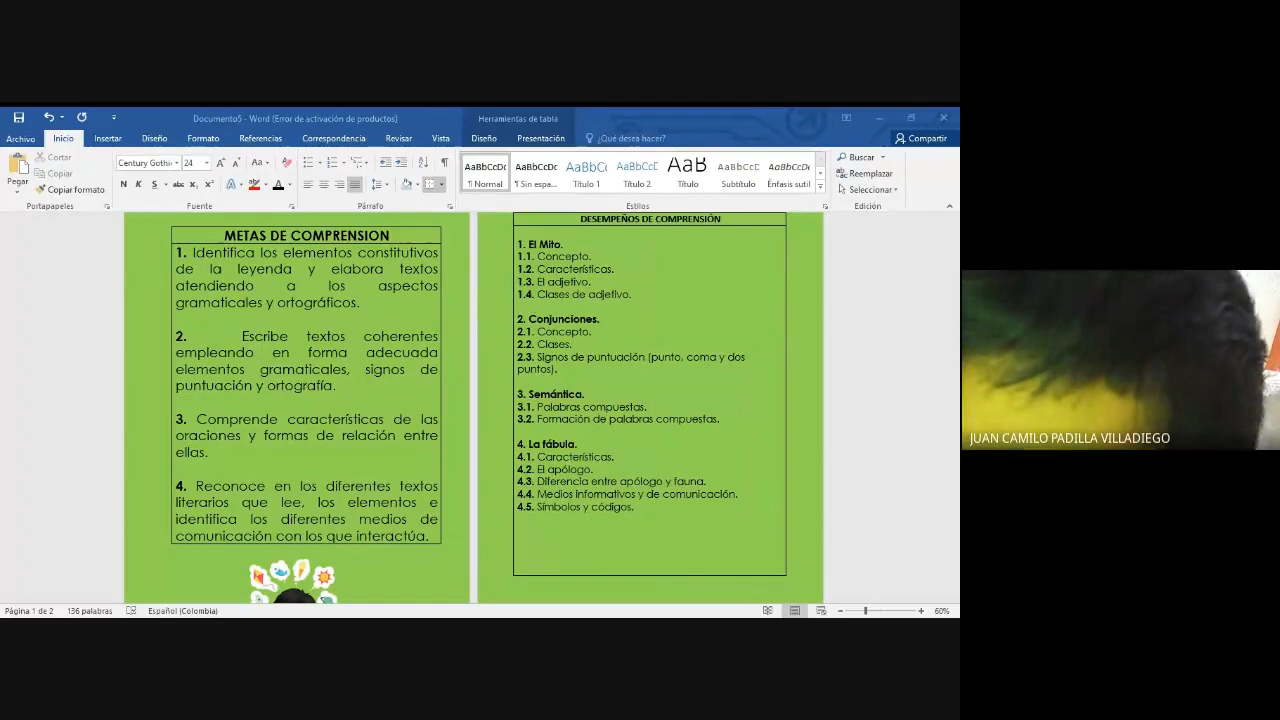 Documento5 - Word (Error de activación de productos)
Herramientas de tabla
Archivo Inicio Insertar Diseño Formato Referencias Correspondencia Revisar Vista Diseño Presentación ¿Qué desea hacer? Compartir
Pegar
Cortar
Copiar
Copiar formato
Portapapeles
Century Gothi 24
N K S abc x₂ x²
Fuente
Párrafo
AaBbCcDc AaBbCcDc AaBbC AaBbCcC AaB AaBbCcD AaBbCcDc
¶ Normal ¶ Sin espa... Título 1 Título 2 Título Subtítulo Énfasis sutil
Estilos
Buscar
Reemplazar
Seleccionar
Edición
METAS DE COMPRENSION
1. Identifica los elementos constitutivos
de la leyenda y elabora textos
atendiendo a los aspectos
gramaticales y ortográficos.
2. Escribe textos coherentes
empleando en forma adecuada
elementos gramaticales, signos de
puntuación y ortografía.
3. Comprende características de las
oraciones y formas de relación entre
ellas.
4. Reconoce en los diferentes textos
literarios que lee, los elementos e
identifica los diferentes medios de
comunicación con los que interactúa.
DESEMPEÑOS DE COMPRENSIÓN
1. El Mito.
1.1. Concepto.
1.2. Características.
1.3. El adjetivo.
1.4. Clases de adjetivo.
2. Conjunciones.
2.1. Concepto.
2.2. Clases.
2.3. Signos de puntuación (punto, coma y dos
puntos).
3. Semántica.
3.1. Palabras compuestas.
3.2. Formación de palabras compuestas.
4. La fábula.
4.1. Características.
4.2. El apólogo.
4.3. Diferencia entre apólogo y fauna.
4.4. Medios informativos y de comunicación.
4.5. Símbolos y códigos.
Página 1 de 2 136 palabras Español (Colombia) 60%
JUAN CAMILO PADILLA VILLADIEGO